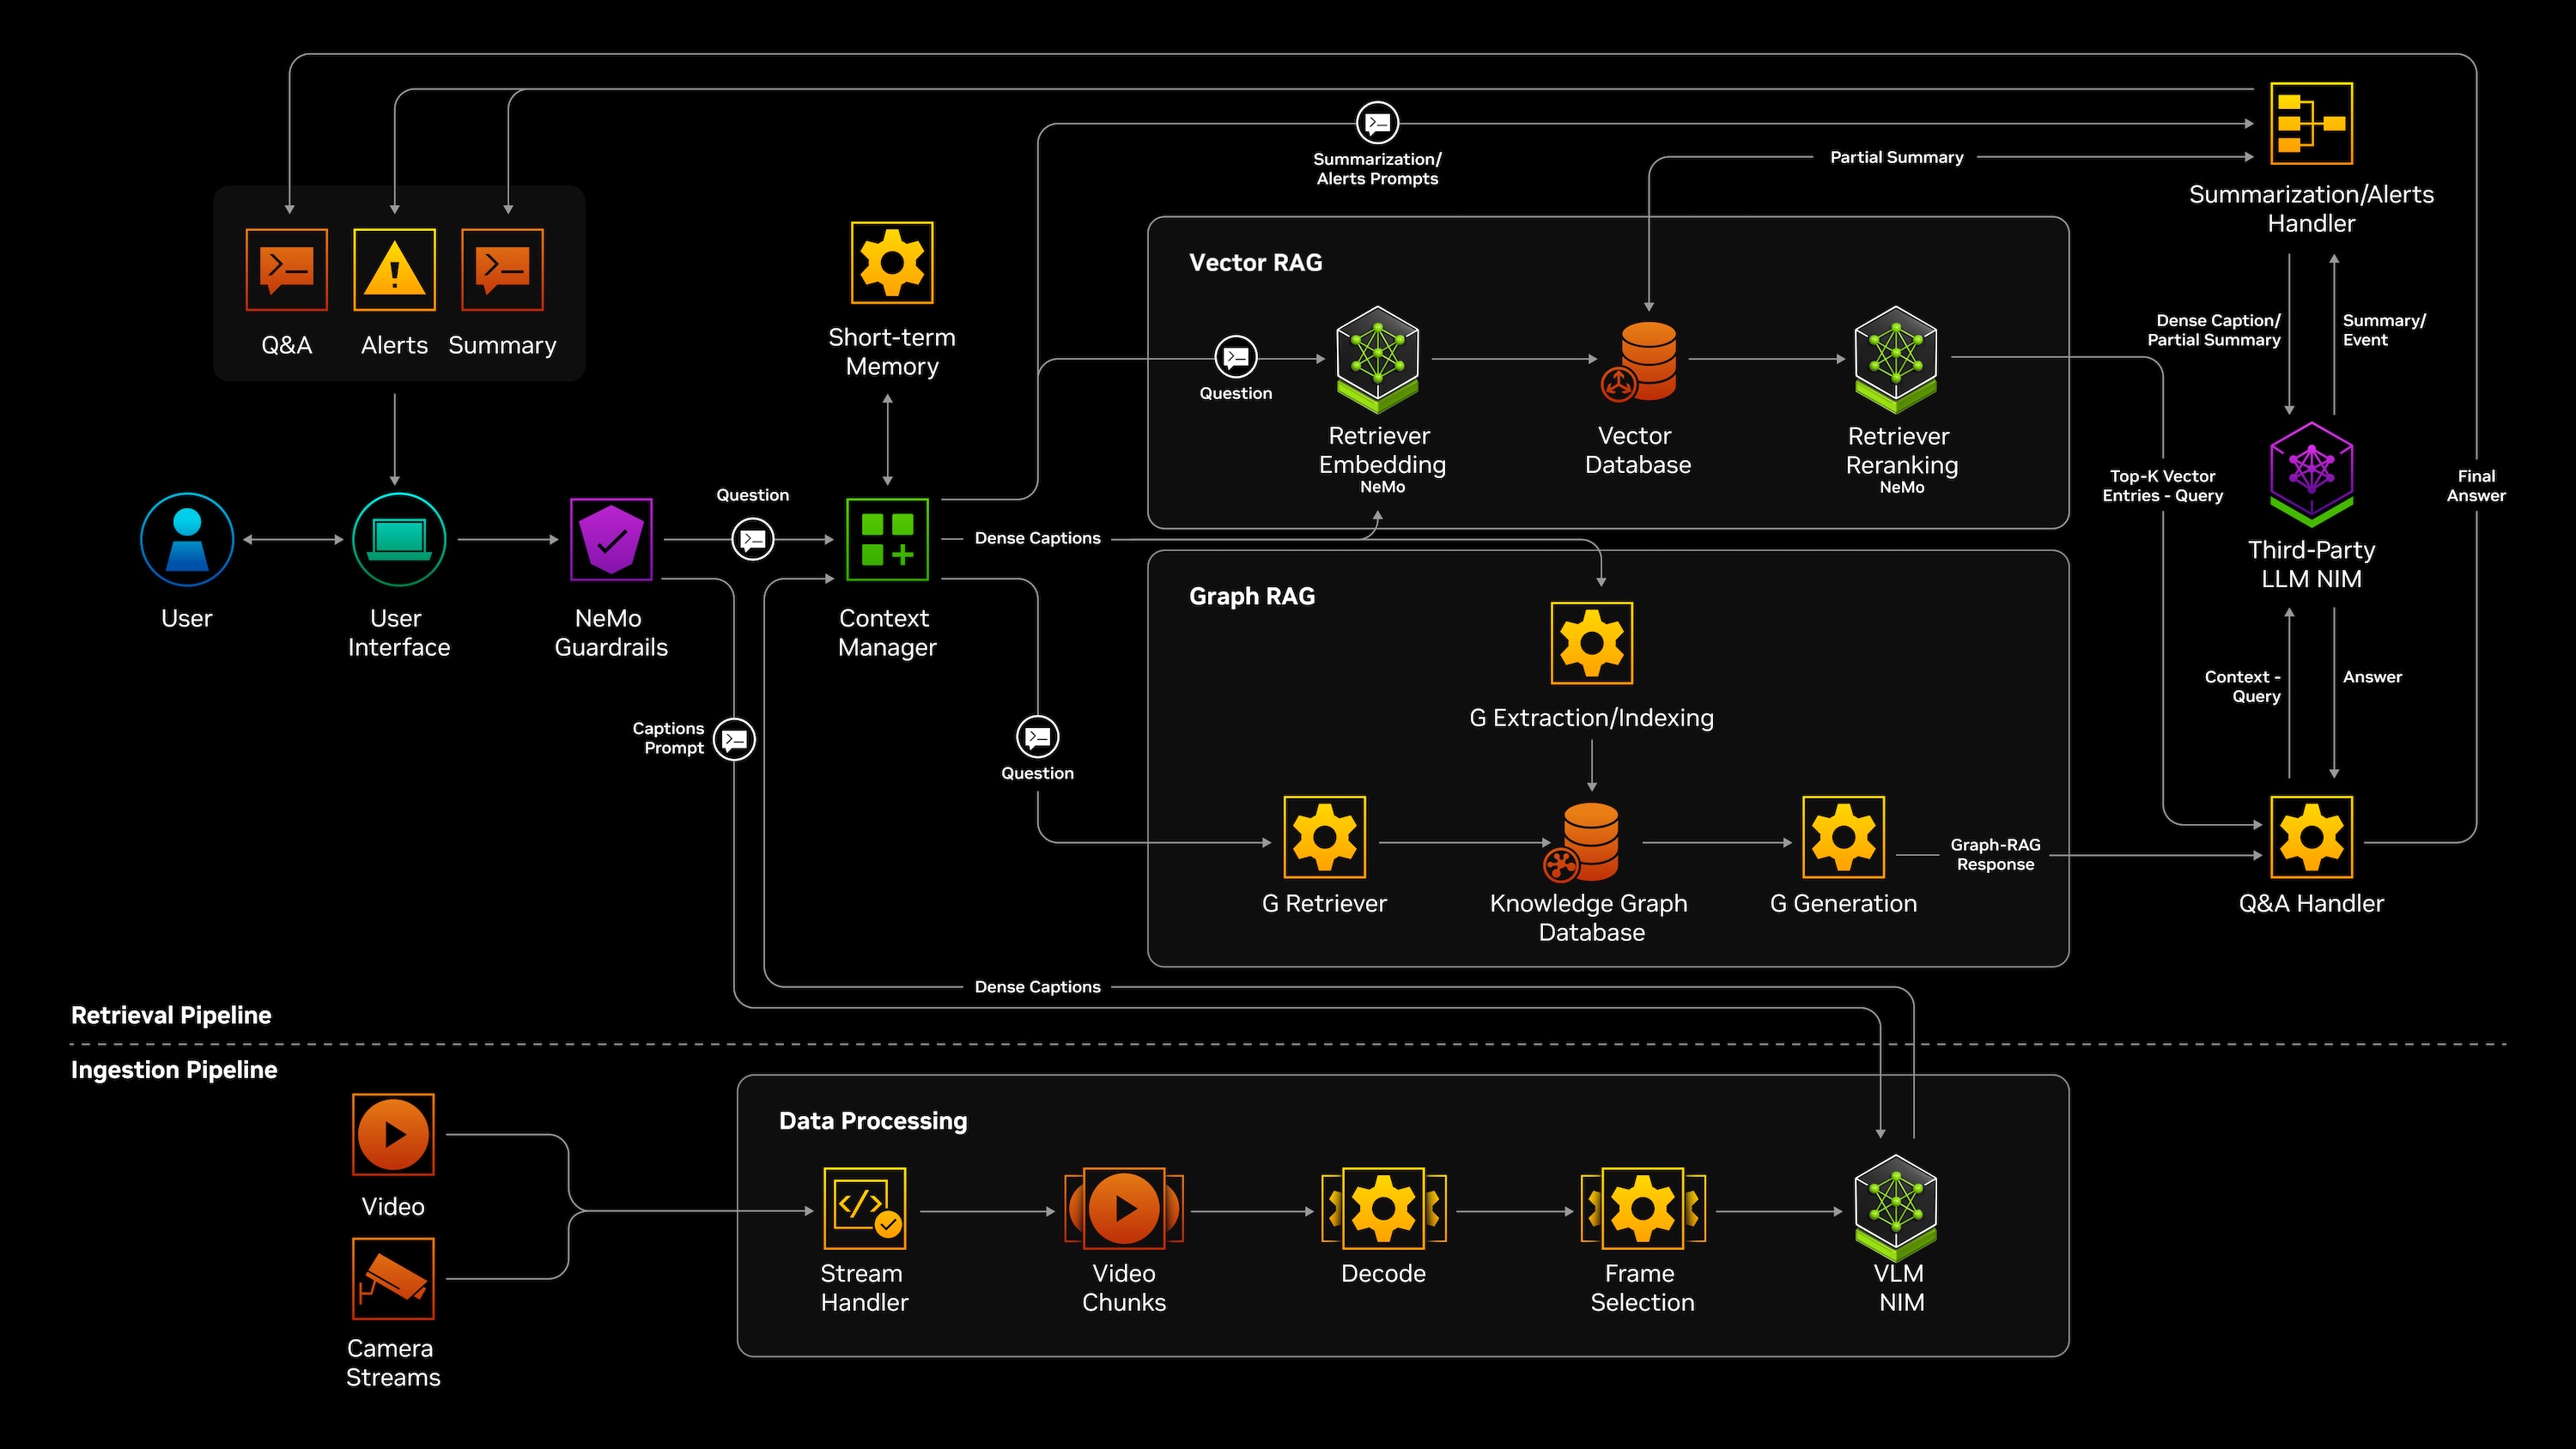 Summarization/
Alerts Prompts
Partial Summary
Summarization/Alerts
Handler
Q&A
Alerts
Summary
Short-term
Memory
Vector RAG
Question
Retriever
Embedding
NeMo
Vector
Database
Retriever
Reranking
NeMo
Dense Caption/
Partial Summary
Summary/
Event
Top-K Vector
Entries - Query
Final
Answer
Third-Party
LLM NIM
User
User
Interface
NeMo
Guardrails
Question
Context
Manager
Dense Captions
Graph RAG
G Extraction/Indexing
Captions
Prompt
Question
Context -
Query
Answer
G Retriever
Knowledge Graph
Database
G Generation
Graph-RAG
Response
Q&A Handler
Dense Captions
Retrieval Pipeline
Ingestion Pipeline
Video
Camera
Streams
Data Processing
Stream
Handler
Video
Chunks
Decode
Frame
Selection
VLM
NIM